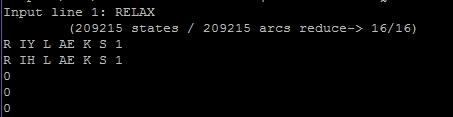 Input line 1: RELAX
(209215 states / 209215 arcs reduce-> 16/16)
R IY L AE K S 1
R IH L AE K S 1
0
0
0